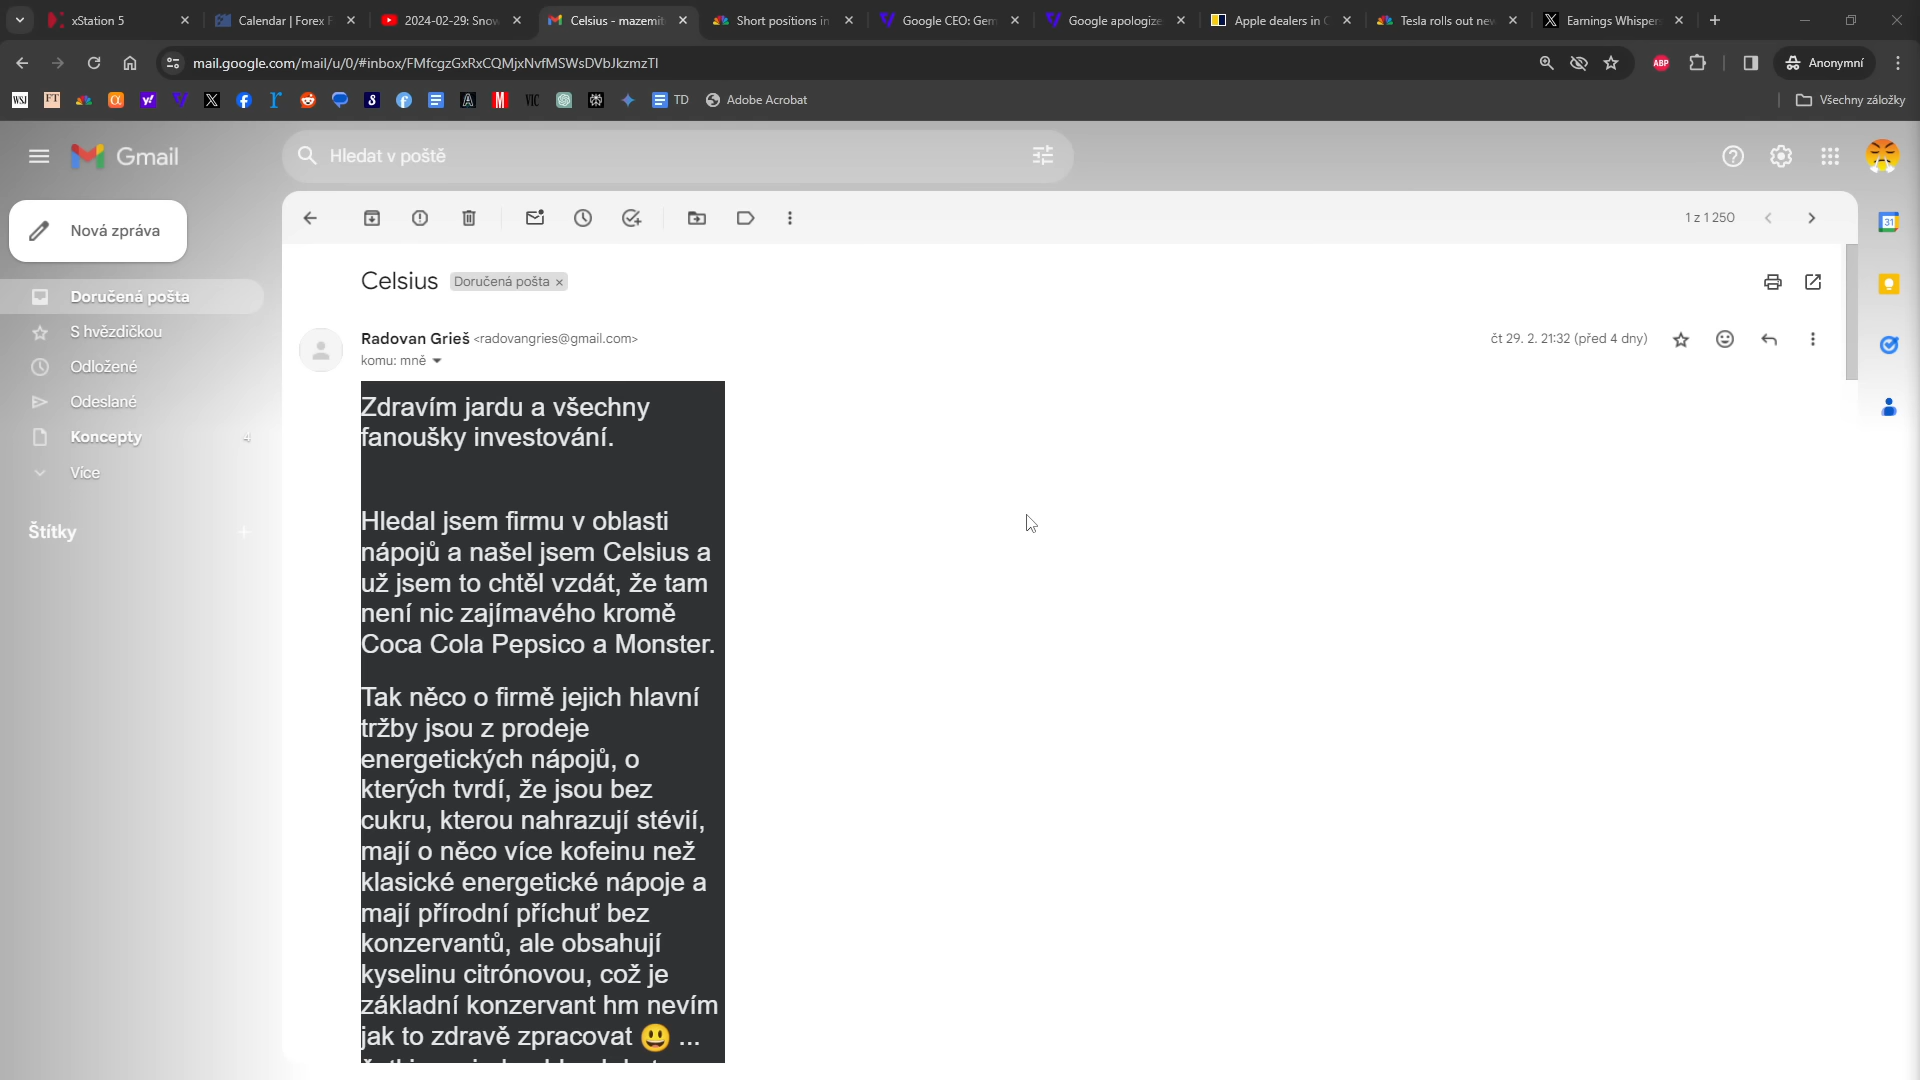 xStation 5
Calendar | Forex F
2024-02-29: Snow
Celsius - mazemit
Short positions in
Google CEO: Gem
Google apologize
Apple dealers in C
Tesla rolls out new
Earnings Whisper
mail.google.com/mail/u/0/#inbox/FMfcgzGxRxCQMjxNvfMSWsDVbJkzmzTl
ABP
Anonymní
WSJ
FT
VIC
TD
Adobe Acrobat
Všechny záložky
Gmail
Hledat v poště
Nová zpráva
1 z 1 250
31
Doručená pošta
S hvězdičkou
Odložené
Odeslané
Koncepty
4
Více
Štítky
Celsius
Doručená pošta ×
Radovan Grieš <radovangries@gmail.com>
čt 29. 2. 21:32 (před 4 dny)
komu: mně
Zdravím jardu a všechny
fanoušky investování.
Hledal jsem firmu v oblasti
nápojů a našel jsem Celsius a
už jsem to chtěl vzdát, že tam
není nic zajímavého kromě
Coca Cola Pepsico a Monster.
Tak něco o firmě jejich hlavní
tržby jsou z prodeje
energetických nápojů, o
kterých tvrdí, že jsou bez
cukru, kterou nahrazují stévií,
mají o něco více kofeinu než
klasické energetické nápoje a
mají přírodní příchuť bez
konzervantů, ale obsahují
kyselinu citrónovou, což je
základní konzervant hm nevím
jak to zdravě zpracovat 😃 ...